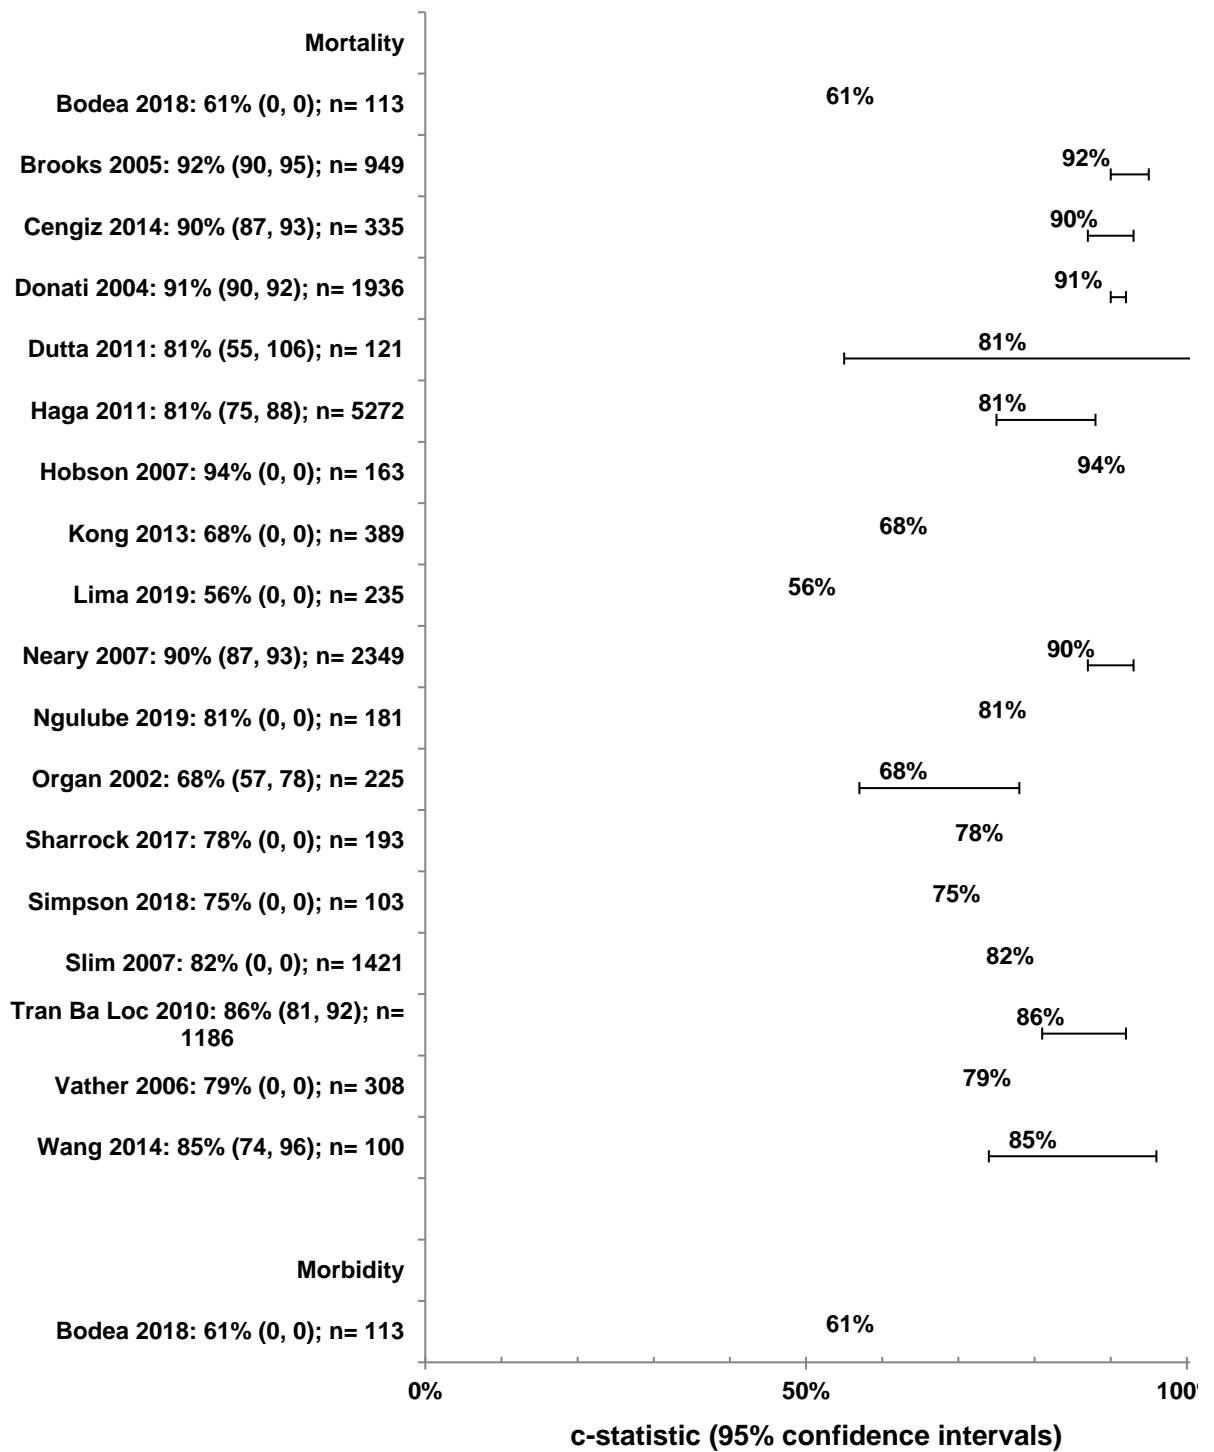 Mortality
Bodea 2018: 61% (0, 0); n= 113
61%
Brooks 2005: 92% (90, 95); n= 949
92%
Cengiz 2014: 90% (87, 93); n= 335
90%
Donati 2004: 91% (90, 92); n= 1936
91%
Dutta 2011: 81% (55, 106); n= 121
81%
Haga 2011: 81% (75, 88); n= 5272
81%
Hobson 2007: 94% (0, 0); n= 163
94%
Kong 2013: 68% (0, 0); n= 389
68%
Lima 2019: 56% (0, 0); n= 235
56%
Neary 2007: 90% (87, 93); n= 2349
90%
Ngulube 2019: 81% (0, 0); n= 181
81%
Organ 2002: 68% (57, 78); n= 225
68%
Sharrock 2017: 78% (0, 0); n= 193
78%
Simpson 2018: 75% (0, 0); n= 103
75%
Slim 2007: 82% (0, 0); n= 1421
82%
Tran Ba Loc 2010: 86% (81, 92); n=
1186
86%
Vather 2006: 79% (0, 0); n= 308
79%
Wang 2014: 85% (74, 96); n= 100
85%
Morbidity
Bodea 2018: 61% (0, 0); n= 113
61%
0% 50% 100
c-statistic (95% confidence intervals)